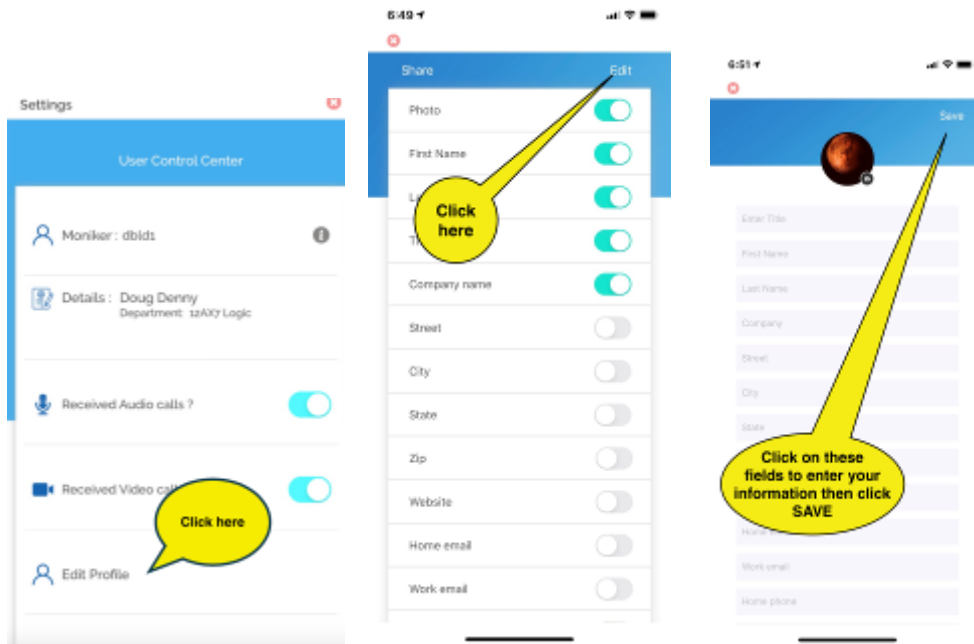 Settings
User Control Center
Moniker : dbld1
Details : Doug Denny
Department: 12AX7 Logic
Received Audio calls ?
Received Video
Click here
Edit Profile
6:49
Share Edit
Photo
First Name
Click
here
Company name
Street
City
State
Zip
Website
Home email
Work email
6:51
Save
Enter Title
First Name
Last Name
Company
Street
City
State
Click on these
fields to enter your
information then click
SAVE
Work email
Home phone